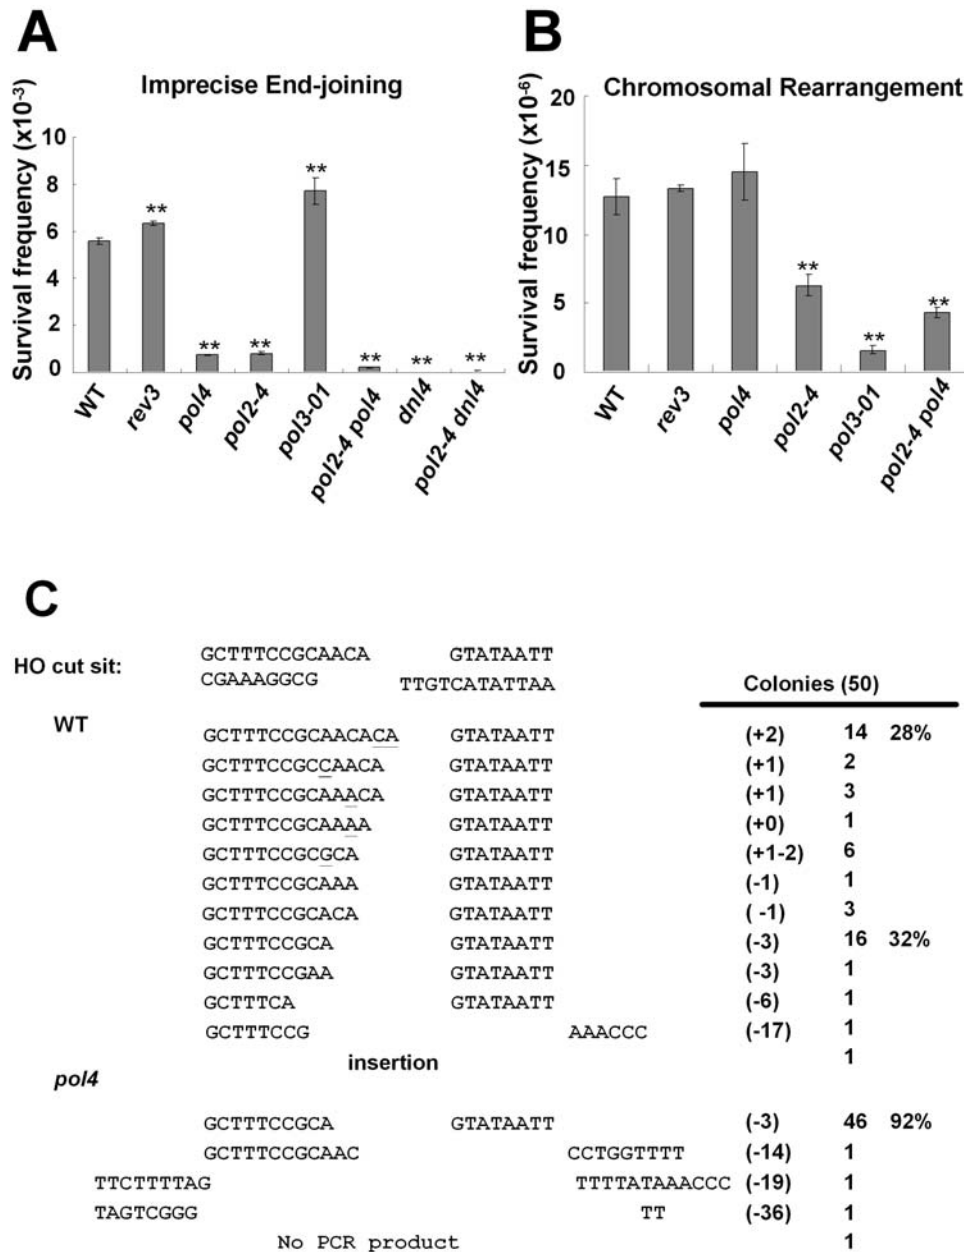 A
Imprecise End-joining
Survival frequency (x10⁻³)
10
8
6
4
2
0
WT
rev3
pol4
pol2-4
pol3-01
pol2-4 pol4
dnl4
pol2-4 dnl4
**
**
**
**
**
**
**
B
Chromosomal Rearrangement
Survival frequency (x10⁻⁶)
20
15
10
5
0
WT
rev3
pol4
pol2-4
pol3-01
pol2-4 pol4
**
**
**
C
HO cut sit:
GCTTTCCGCAACA GTATAATT
CGAAAGGCG TTGTCATATTAA
Colonies (50)
WT
GCTTTCCGCAACACA GTATAATT (+2) 14 28%
GCTTTCCGCCAACA GTATAATT (+1) 2
GCTTTCCGCAAACA GTATAATT (+1) 3
GCTTTCCGCAAAA GTATAATT (+0) 1
GCTTTCCGCGCA GTATAATT (+1-2) 6
GCTTTCCGCAAA GTATAATT (-1) 1
GCTTTCCGCACA GTATAATT ( -1) 3
GCTTTCCGCA GTATAATT (-3) 16 32%
GCTTTCCGAA GTATAATT (-3) 1
GCTTTCA GTATAATT (-6) 1
GCTTTCCG AAACCC (-17) 1
insertion 1
pol4
GCTTTCCGCA GTATAATT (-3) 46 92%
GCTTTCCGCAAC CCTGGTTTT (-14) 1
TTCTTTTAG TTTTATAAACCC (-19) 1
TAGTCGGG TT (-36) 1
No PCR product 1